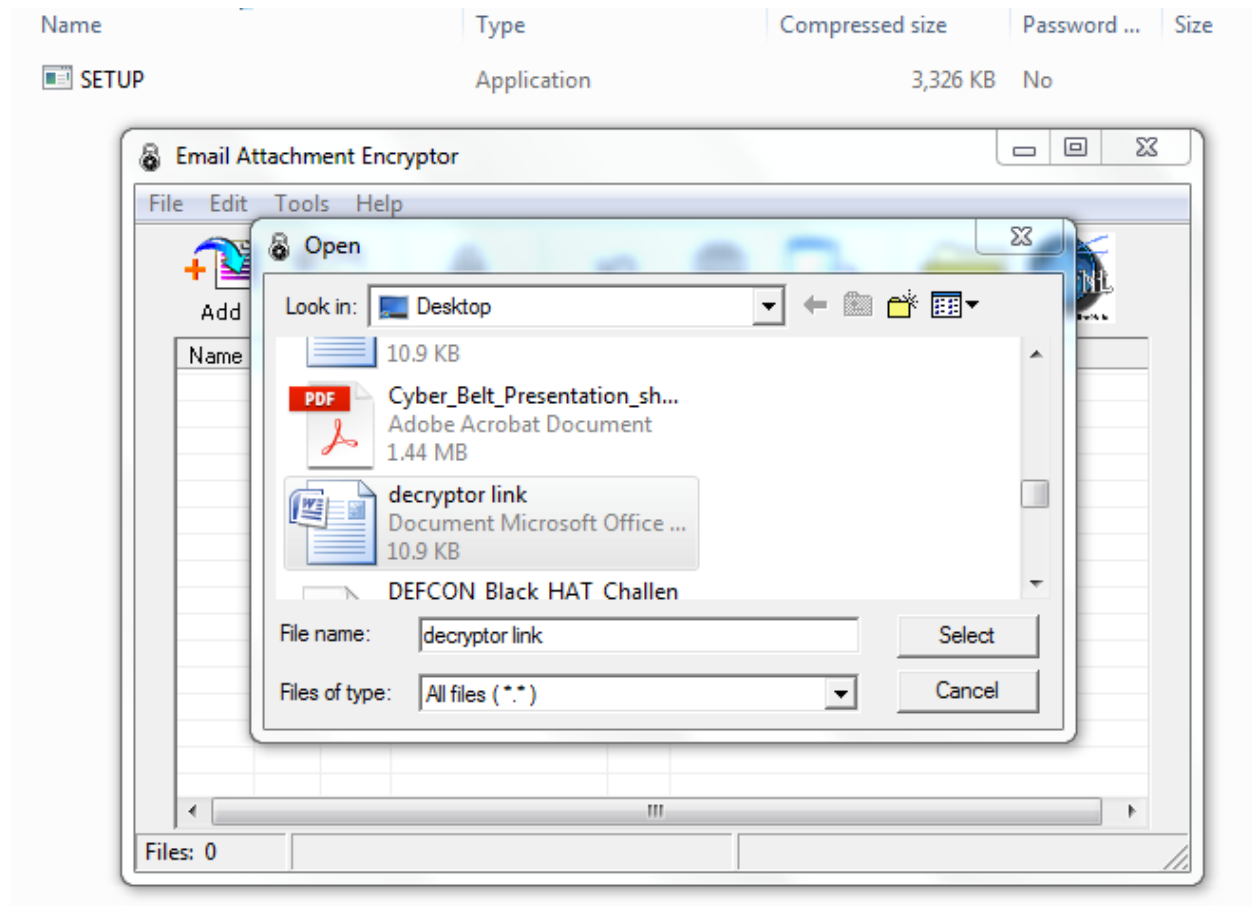 Name Type Compressed size Password ... Size
SETUP Application 3,326 KB No
Email Attachment Encryptor
File Edit Tools Help
Open
Add
Look in: Desktop
Name
10.9 KB
PDF
Cyber_Belt_Presentation_sh...
Adobe Acrobat Document
1.44 MB
decryptor link
Document Microsoft Office ...
10.9 KB
DEFCON_Black_HAT_Challen
File name: decryptor link Select
Files of type: All files ( *.* ) Cancel
Files: 0